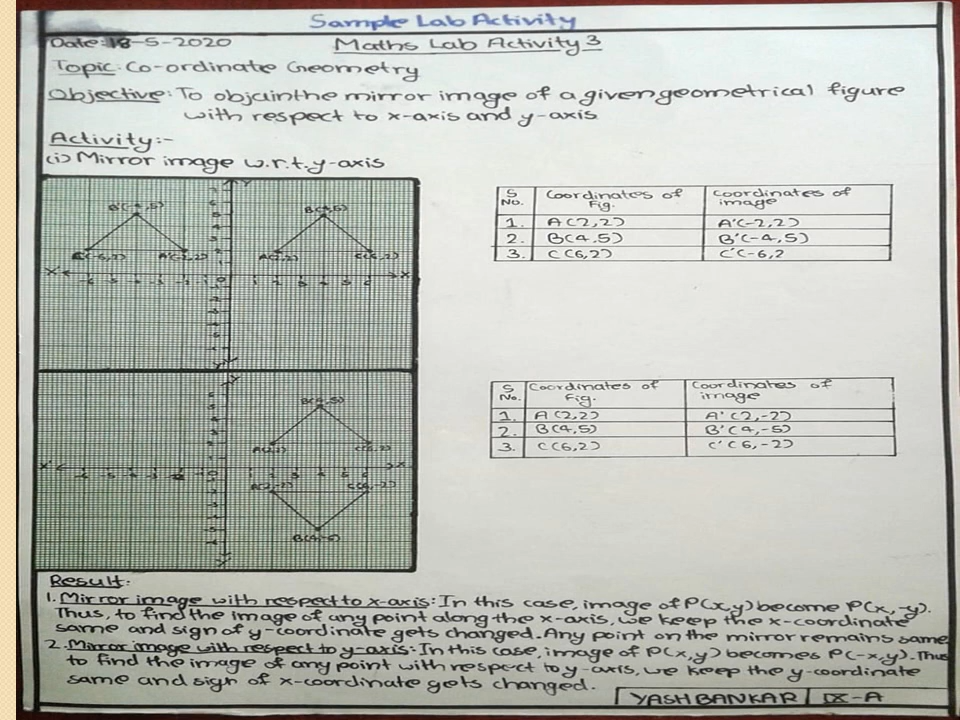 Sample Lab Activity
Date: 18-5-2020 Maths Lab Activity 3
Topic: Co-ordinate Geometry
Objective: To objain the mirror image of a given geometrical figure
with respect to x-axis and y-axis
Activity:-
(i) Mirror image w.r.t. y-axis
S No. Coordinates of Fig. Coordinates of image
1. A(2,2) A'(-2,2)
2. B(4,5) B'(-4,5)
3. C(6,2) C'(-6,2
S No. Coordinates of Fig. Coordinates of image
1. A(2,2) A'(2,-2)
2. B(4,5) B'(4,-5)
3. C(6,2) C'(6,-2)
Result:
1. Mirror image with respect to x-axis: In this case, image of P(x,y) become P(x,-y).
Thus, to find the image of any point along the x-axis, we keep the x-coordinate
same and sign of y-coordinate gets changed. Any point on the mirror remains same
2. Mirror image with respect to y-axis:- In this case, image of P(x,y) becomes P(-x,y). Thus
to find the image of any point with respect to y-axis, we keep the y-coordinate
same and sign of x-coordinate gets changed.
YASH BANKAR IX-A